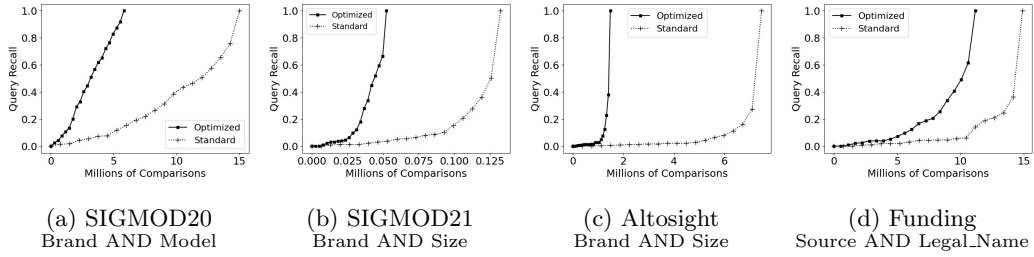 Query Recall
1.0
0.8
0.6
0.4
0.2
0.0
Optimized
Standard
0 5 10 15
Millions of Comparisons
(a) SIGMOD20
Brand AND Model
Query Recall
1.0
0.8
0.6
0.4
0.2
0.0
Optimized
Standard
0.000 0.025 0.050 0.075 0.100 0.125
Millions of Comparisons
(b) SIGMOD21
Brand AND Size
Query Recall
1.0
0.8
0.6
0.4
0.2
0.0
Optimized
Standard
0 2 4 6
Millions of Comparisons
(c) Altosight
Brand AND Size
Query Recall
1.0
0.8
0.6
0.4
0.2
0.0
Optimized
Standard
0 5 10 15
Millions of Comparisons
(d) Funding
Source AND Legal_Name